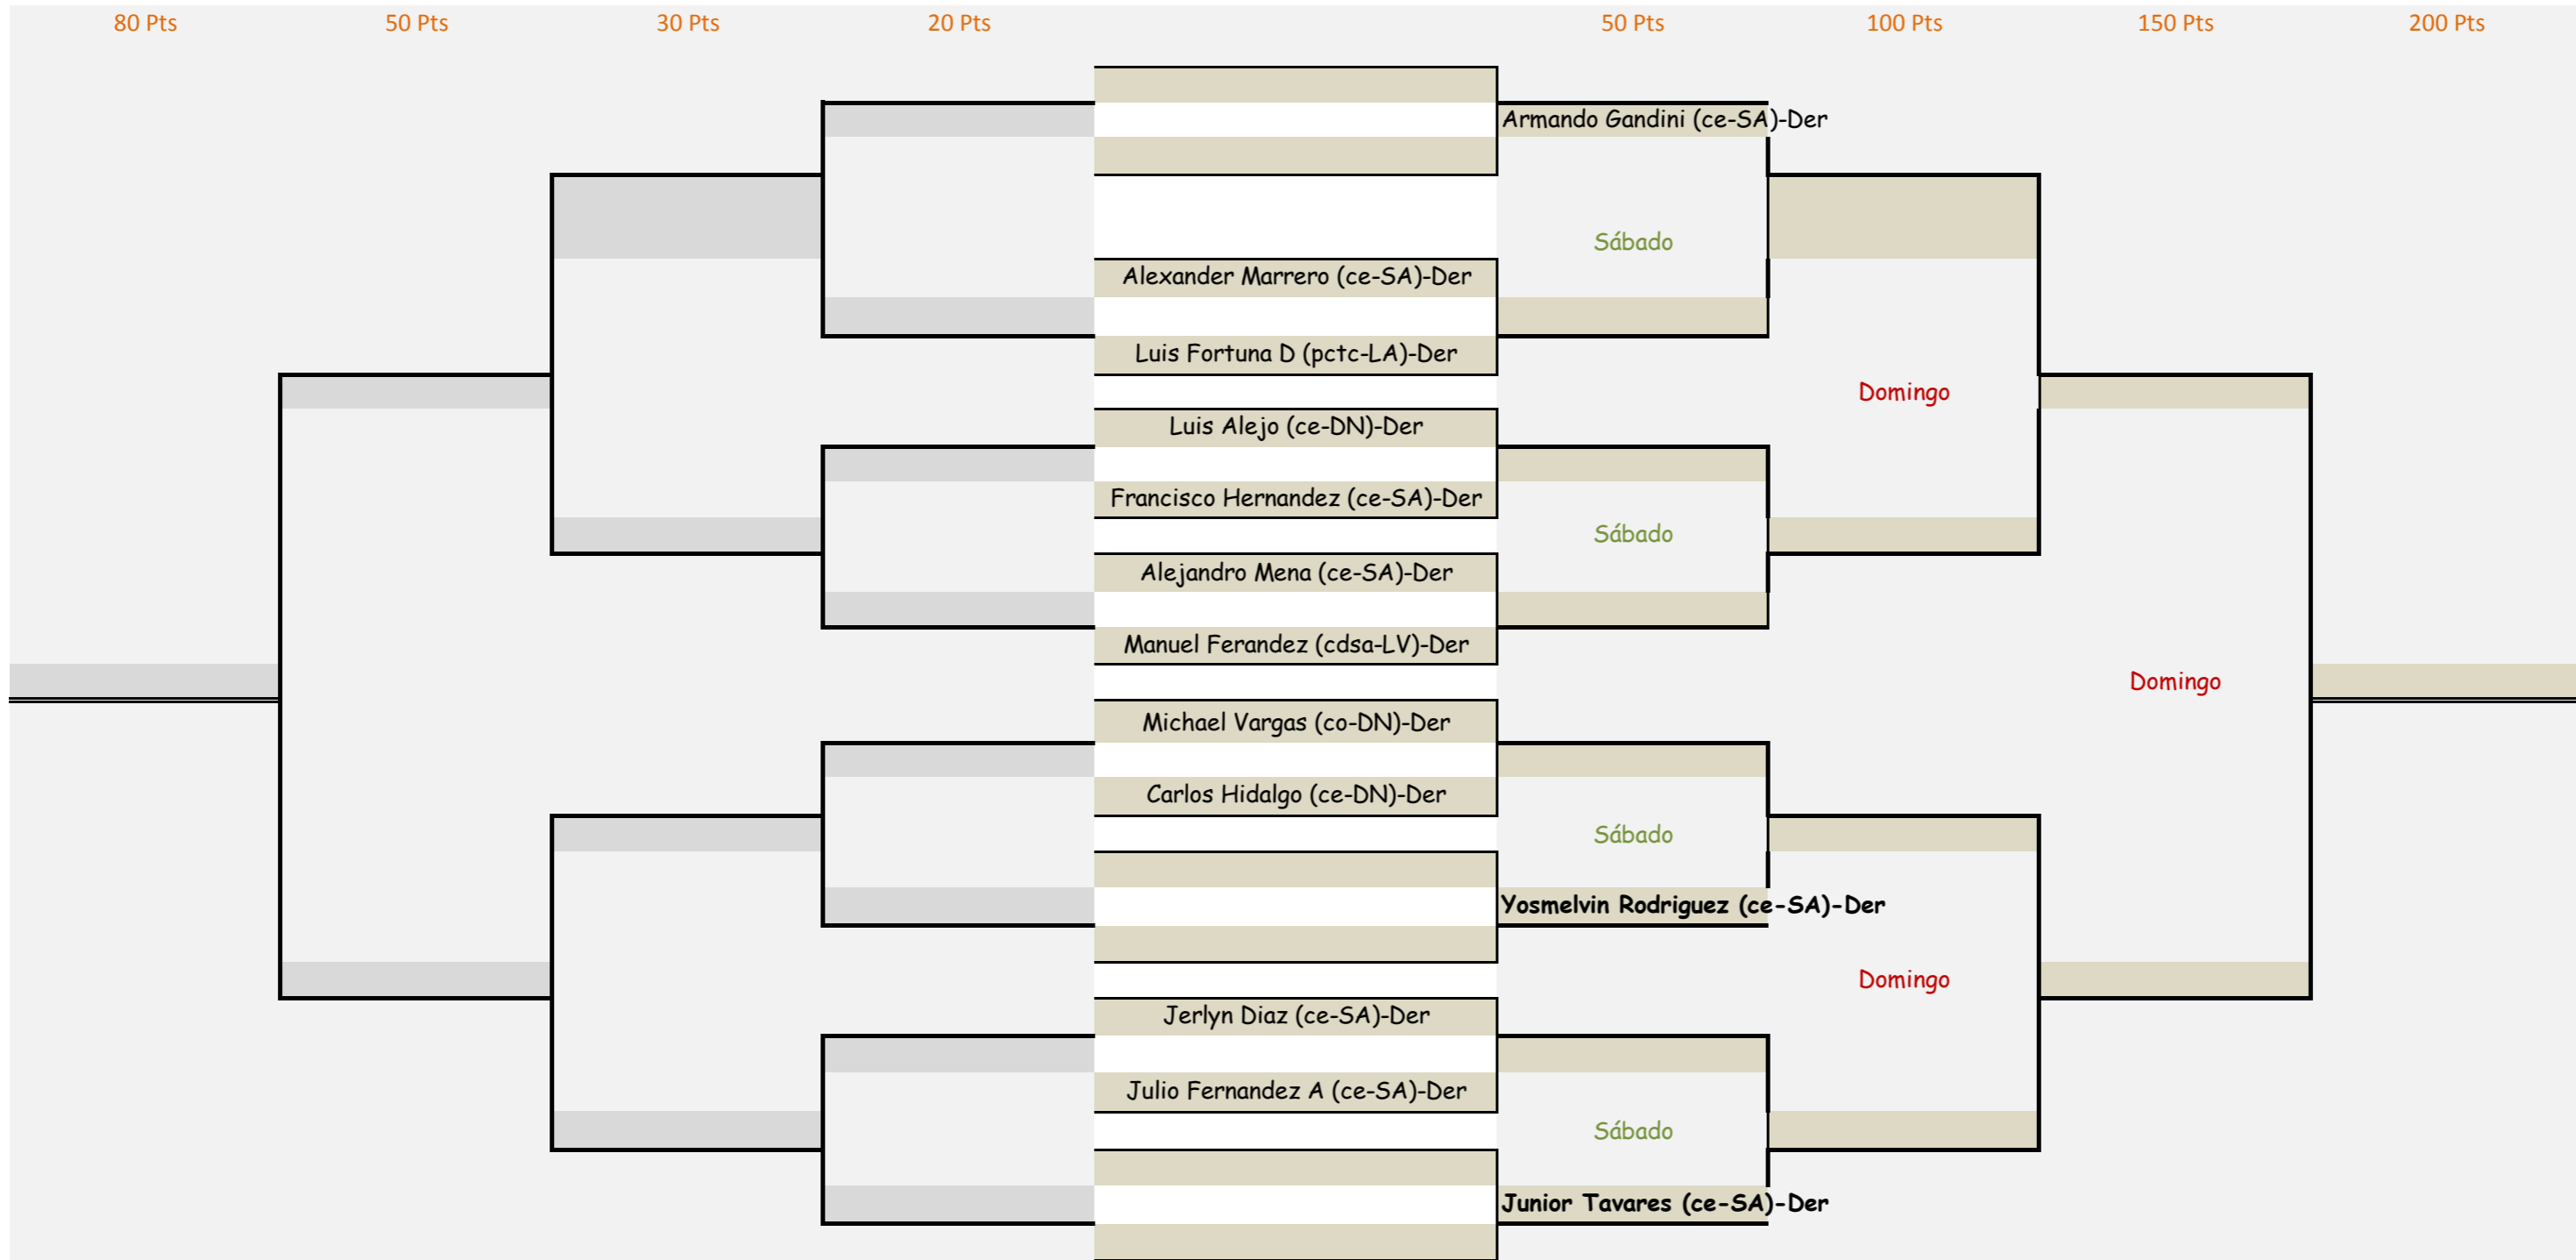 80 Pts 50 Pts 30 Pts 20 Pts 50 Pts 100 Pts 150 Pts 200 Pts
Armando Gandini (ce-SA)-Der
Sábado
Alexander Marrero (ce-SA)-Der
Luis Fortuna D (pctc-LA)-Der
Domingo
Luis Alejo (ce-DN)-Der
Francisco Hernandez (ce-SA)-Der
Sábado
Alejandro Mena (ce-SA)-Der
Manuel Ferandez (cdsa-LV)-Der
Domingo
Michael Vargas (co-DN)-Der
Carlos Hidalgo (ce-DN)-Der
Sábado
Yosmelvin Rodriguez (ce-SA)-Der
Domingo
Jerlyn Diaz (ce-SA)-Der
Julio Fernandez A (ce-SA)-Der
Sábado
Junior Tavares (ce-SA)-Der